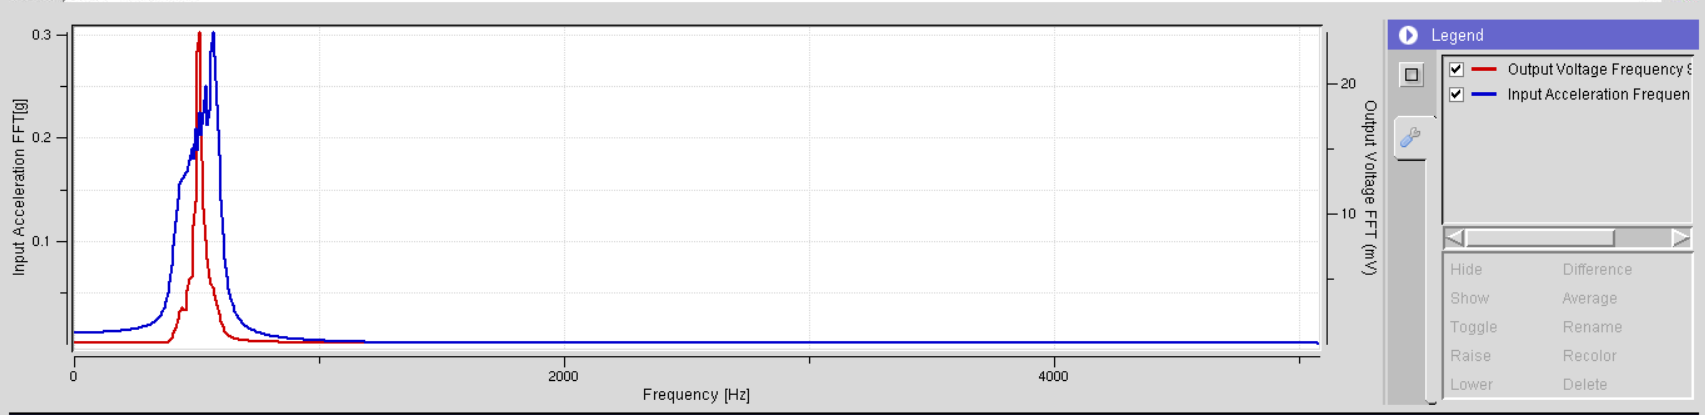 0.3
0.2
0.1
Input Acceleration FFT[g]
20
10
Output Voltage FFT (mV)
0 2000 4000
Frequency [Hz]
Legend
Output Voltage Frequency
Input Acceleration Frequen
Hide Difference
Show Average
Toggle Rename
Raise Recolor
Lower Delete